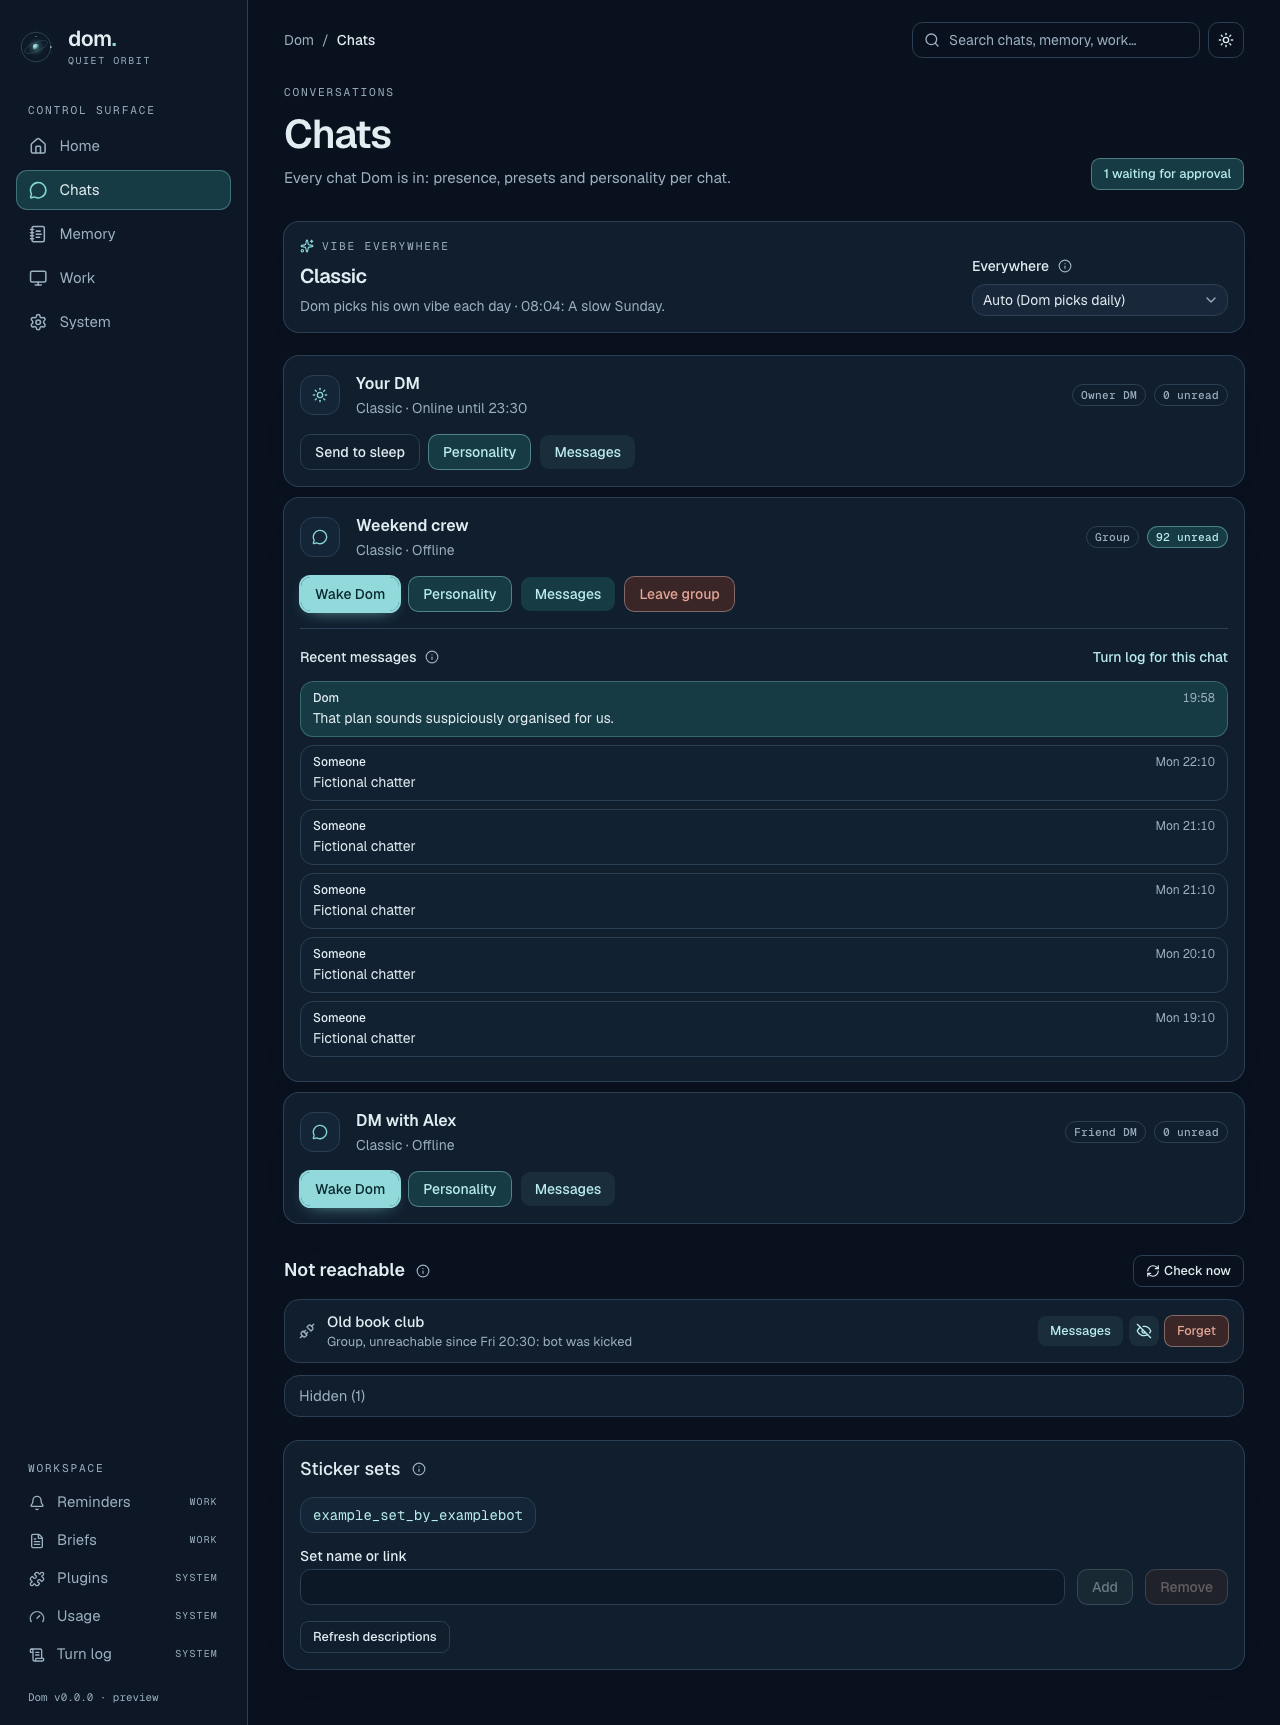 dom.
QUIET ORBIT
CONTROL SURFACE
Home
Chats
Memory
Work
System
WORKSPACE
Reminders WORK
Briefs WORK
Plugins SYSTEM
Usage SYSTEM
Turn log SYSTEM
Dom v0.0.0 · preview
Dom / Chats
Search chats, memory, work…
CONVERSATIONS
Chats
Every chat Dom is in: presence, presets and personality per chat.
1 waiting for approval
VIBE EVERYWHERE
Classic
Dom picks his own vibe each day · 08:04: A slow Sunday.
Everywhere
Auto (Dom picks daily)
Your DM
Classic · Online until 23:30
Owner DM 0 unread
Send to sleep Personality Messages
Weekend crew
Classic · Offline
Group 92 unread
Wake Dom Personality Messages Leave group
Recent messages Turn log for this chat
Dom 19:58
That plan sounds suspiciously organised for us.
Someone Mon 22:10
Fictional chatter
Someone Mon 21:10
Fictional chatter
Someone Mon 21:10
Fictional chatter
Someone Mon 20:10
Fictional chatter
Someone Mon 19:10
Fictional chatter
DM with Alex
Classic · Offline
Friend DM 0 unread
Wake Dom Personality Messages
Not reachable Check now
Old book club
Group, unreachable since Fri 20:30: bot was kicked
Messages Forget
Hidden (1)
Sticker sets
example_set_by_examplebot
Set name or link
Add Remove
Refresh descriptions